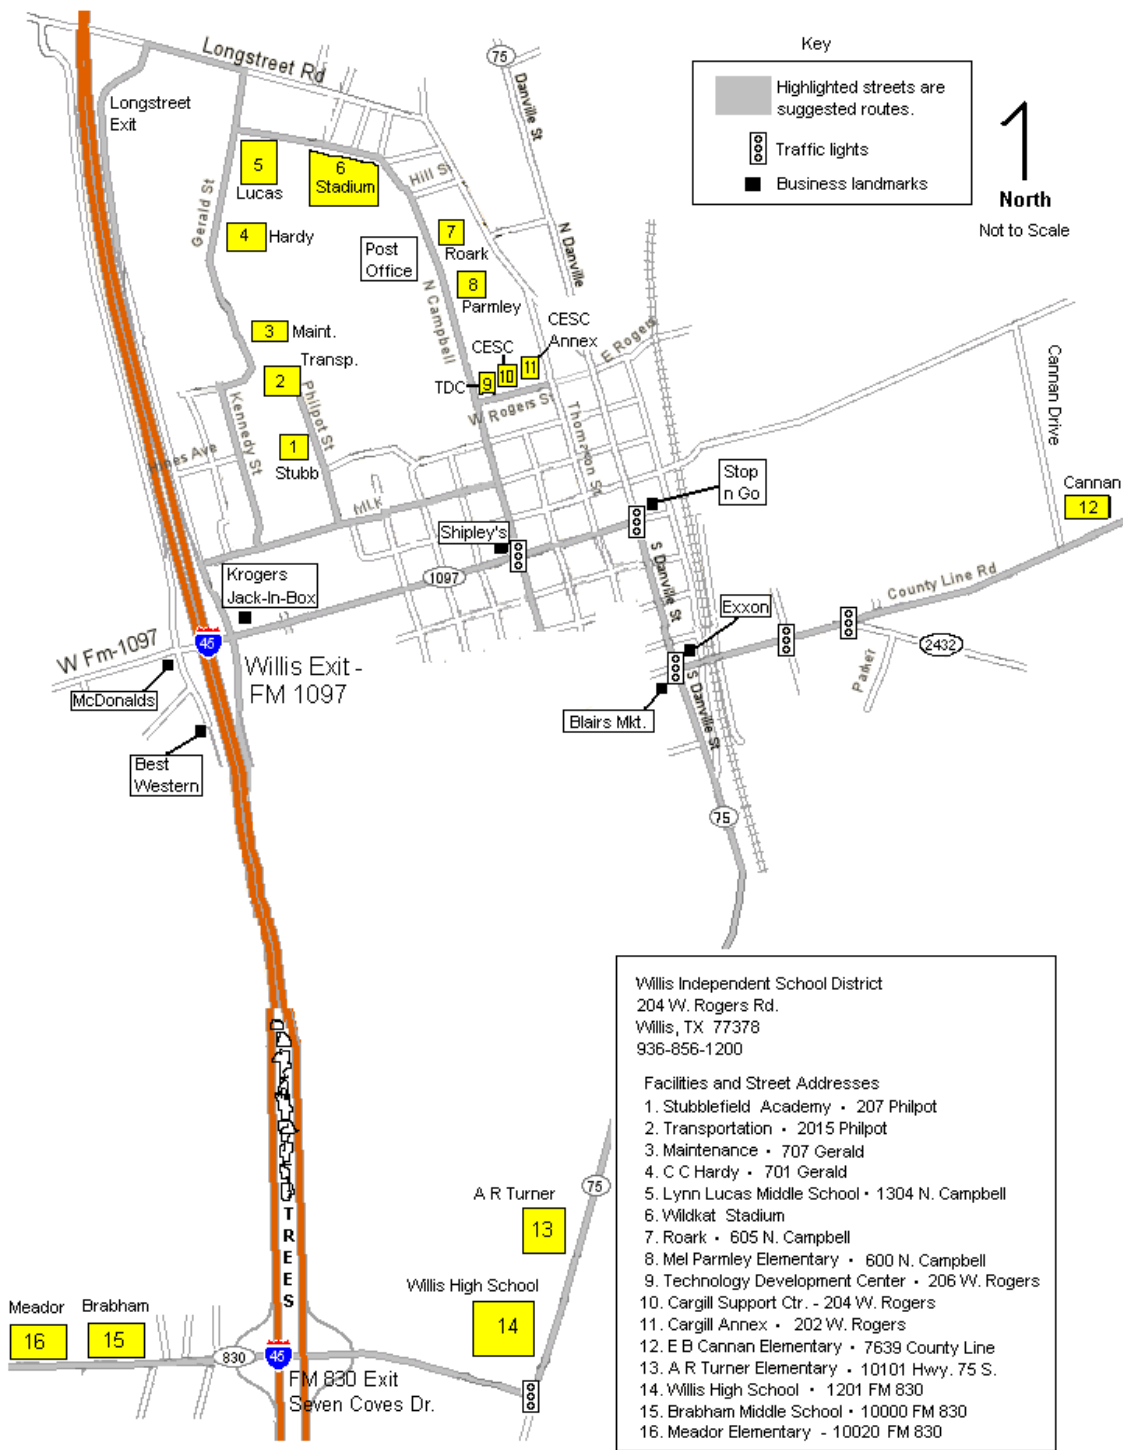 Key
Highlighted streets are
suggested routes.
Traffic lights
Business landmarks
North
Not to Scale
Longstreet Rd
75
Danville St
Longstreet
Exit
5
Lucas
6
Stadium
Hill St
Gerald St
4
Hardy
Post
Office
7
Roark
N Danville
8
Parmley
N Campbell
3
Maint.
CESC
Annex
CESC
E Rogers
Transp.
2
TDC
9
10
11
W Rogers St
Cannan Drive
Philpot St
Kennedy St
Thomason St
1
Stubb
Hines Ave
MLK
Stop
n Go
Cannan
12
Shipley's
1097
Krogers
Jack-In-Box
S Danville St
Exxon
County Line Rd
W Fm-1097
45
Willis Exit -
FM 1097
McDonalds
2432
Parker
S Danville St
Blairs Mkt.
Best
Western
75
TREES
A R Turner
13
75
Willis High School
14
Meador
16
Brabham
15
830
45
FM 830 Exit
Seven Coves Dr.
Willis Independent School District
204 W. Rogers Rd.
Willis, TX 77378
936-856-1200
Facilities and Street Addresses
1. Stubblefield Academy • 207 Philpot
2. Transportation • 2015 Philpot
3. Maintenance • 707 Gerald
4. C C Hardy • 701 Gerald
5. Lynn Lucas Middle School • 1304 N. Campbell
6. Wildkat Stadium
7. Roark • 605 N. Campbell
8. Mel Parmley Elementary • 600 N. Campbell
9. Technology Development Center • 206 W. Rogers
10. Cargill Support Ctr. - 204 W. Rogers
11. Cargill Annex • 202 W. Rogers
12. E B Cannan Elementary • 7639 County Line
13. A R Turner Elementary • 10101 Hwy. 75 S.
14. Willis High School • 1201 FM 830
15. Brabham Middle School • 10000 FM 830
16. Meador Elementary - 10020 FM 830